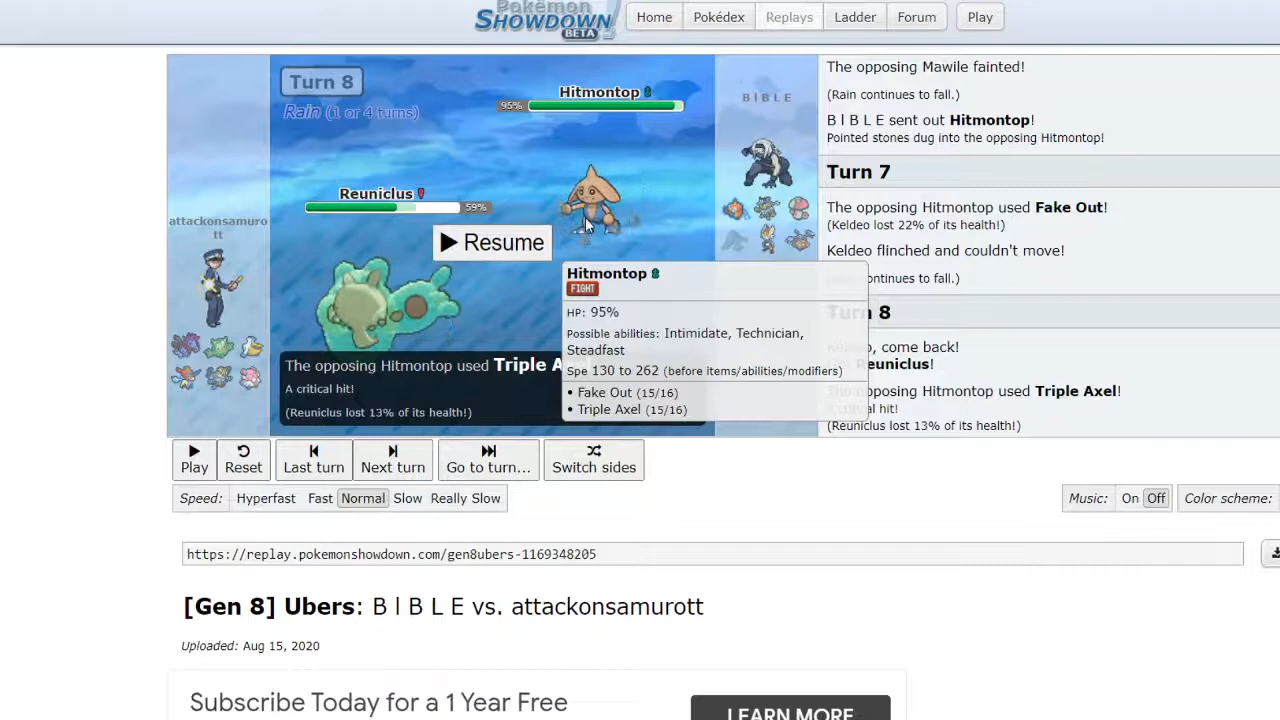 Pokémon
SHOWDOWN
BETA
Home
Pokédex
Replays
Ladder
Forum
Play
Turn 8
Rain (1 or 4 turns)
Hitmontop
95%
Reuniclus
59%
attackonsamuro
tt
B l B L E
Resume
The opposing Hitmontop used Triple A
A critical hit!
(Reuniclus lost 13% of its health!)
Hitmontop
FIGHT
HP: 95%
Possible abilities: Intimidate, Technician,
Steadfast
Spe 130 to 262 (before items/abilities/modifiers)
• Fake Out (15/16)
• Triple Axel (15/16)
The opposing Mawile fainted!
(Rain continues to fall.)
B l B L E sent out Hitmontop!
Pointed stones dug into the opposing Hitmontop!
Turn 7
The opposing Hitmontop used Fake Out!
(Keldeo lost 22% of its health!)
Keldeo flinched and couldn't move!
continues to fall.)
Turn 8
Keldeo, come back!
Reuniclus!
The opposing Hitmontop used Triple Axel!
A critical hit!
(Reuniclus lost 13% of its health!)
Play
Reset
Last turn
Next turn
Go to turn...
Switch sides
Speed: Hyperfast Fast Normal Slow Really Slow
Music: On Off
Color scheme:
https://replay.pokemonshowdown.com/gen8ubers-1169348205
[Gen 8] Ubers: B l B L E vs. attackonsamurott
Uploaded: Aug 15, 2020
Subscribe Today for a 1 Year Free
LEARN MORE